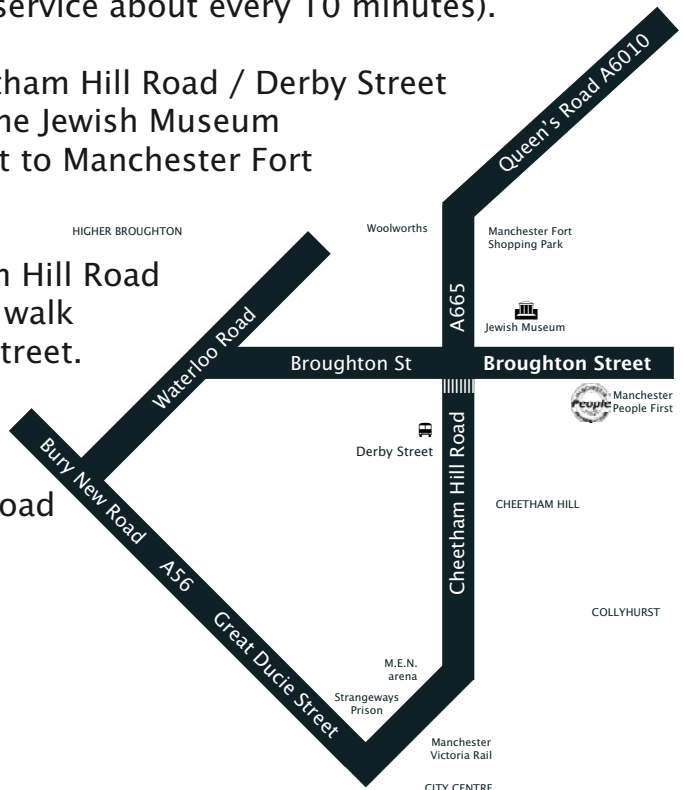 service about every 10 minutes).
tham Hill Road / Derby Street
he Jewish Museum
t to Manchester Fort
Queen's Road A6010
HIGHER BROUGHTON
Woolworths
Manchester Fort
Shopping Park
m Hill Road
walk
treet.
A665
Jewish Museum
Waterloo Road
Broughton St
Broughton Street
People
Manchester
People First
Derby Street
Bury New Road
Cheetham Hill Road
oad
CHEETHAM HILL
A56
COLLYHURST
Great Ducie Street
M.E.N.
arena
Strangeways
Prison
Manchester
Victoria Rail
CITY CENTRE